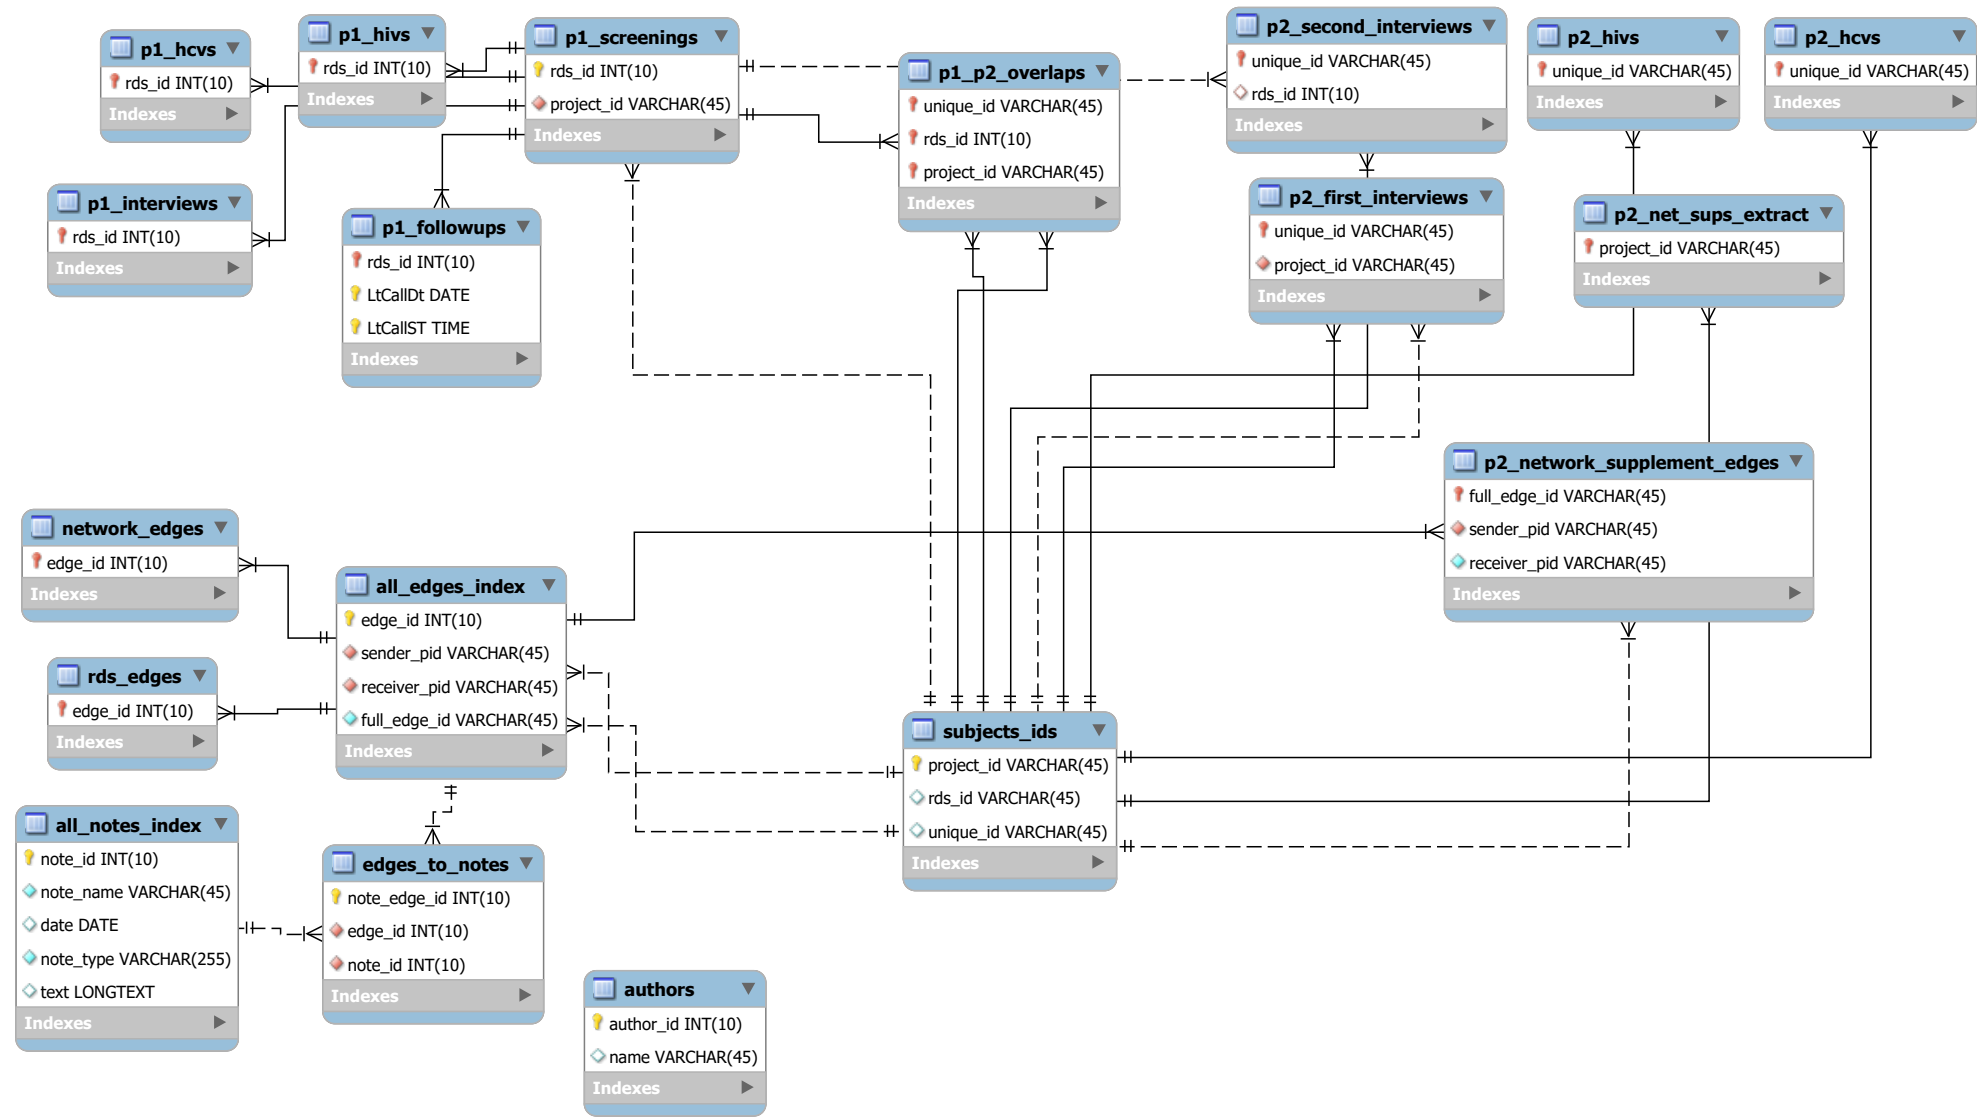 p1_hcvs
rds_id INT(10)
Indexes
p1_hivs
rds_id INT(10)
Indexes
p1_screenings
rds_id INT(10)
project_id VARCHAR(45)
Indexes
p1_p2_overlaps
unique_id VARCHAR(45)
rds_id INT(10)
project_id VARCHAR(45)
Indexes
p2_second_interviews
unique_id VARCHAR(45)
rds_id INT(10)
Indexes
p2_hivs
unique_id VARCHAR(45)
Indexes
p2_hcvs
unique_id VARCHAR(45)
Indexes
p1_interviews
rds_id INT(10)
Indexes
p1_followups
rds_id INT(10)
LtCallDt DATE
LtCallST TIME
Indexes
p2_first_interviews
unique_id VARCHAR(45)
project_id VARCHAR(45)
Indexes
p2_net_sups_extract
project_id VARCHAR(45)
Indexes
p2_network_supplement_edges
full_edge_id VARCHAR(45)
sender_pid VARCHAR(45)
receiver_pid VARCHAR(45)
Indexes
network_edges
edge_id INT(10)
Indexes
all_edges_index
edge_id INT(10)
sender_pid VARCHAR(45)
receiver_pid VARCHAR(45)
full_edge_id VARCHAR(45)
Indexes
rds_edges
edge_id INT(10)
Indexes
subjects_ids
project_id VARCHAR(45)
rds_id VARCHAR(45)
unique_id VARCHAR(45)
Indexes
all_notes_index
note_id INT(10)
note_name VARCHAR(45)
date DATE
note_type VARCHAR(255)
text LONGTEXT
Indexes
edges_to_notes
note_edge_id INT(10)
edge_id INT(10)
note_id INT(10)
Indexes
authors
author_id INT(10)
name VARCHAR(45)
Indexes